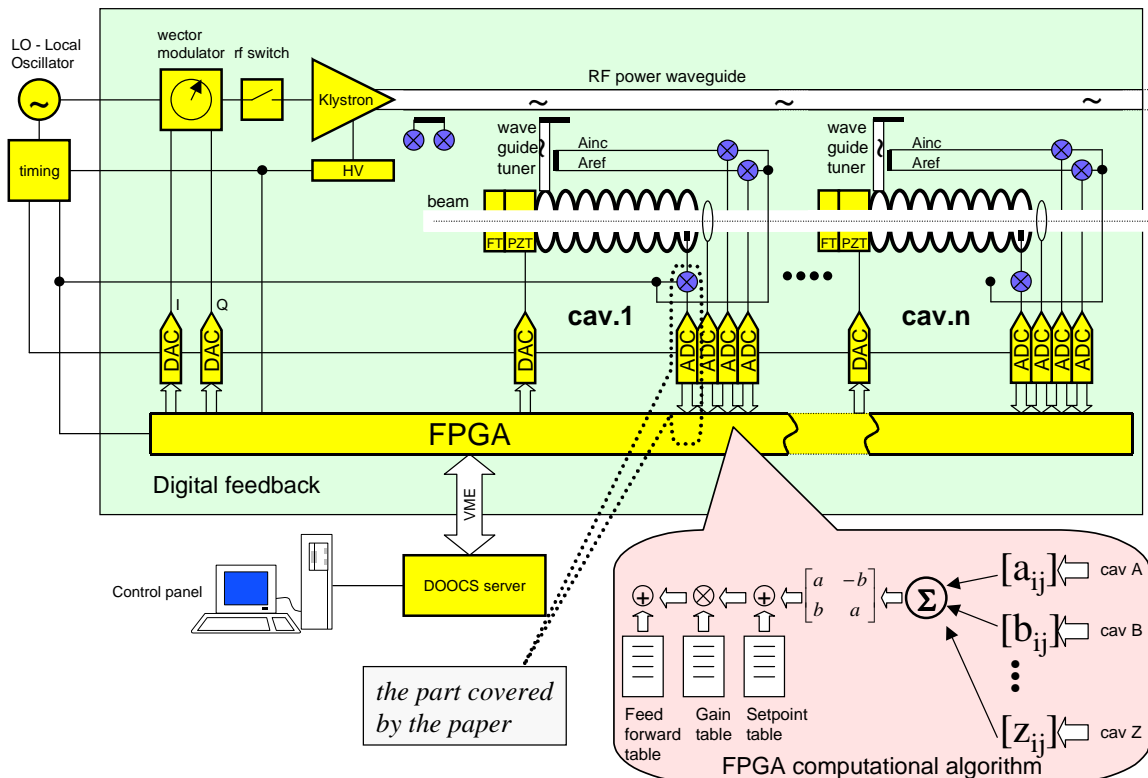 LO - Local
Oscillator
wector
modulator
rf switch
Klystron
RF power waveguide
~
~
~
~
timing
HV
wave
guide
tuner
~
Ainc
Aref
wave
guide
tuner
~
Ainc
Aref
beam
FT
PZT
FT
PZT
I
Q
cav.1
cav.n
DAC
DAC
DAC
ADC
ADC
ADC
ADC
DAC
ADC
ADC
ADC
ADC
FPGA
Digital feedback
VME
Control panel
DOOCS server
the part covered
by the paper
+
×
+
a -b
b a
Σ
[aij]
cav A
[bij]
cav B
[zij]
cav Z
Feed
forward
table
Gain
table
Setpoint
table
FPGA computational algorithm